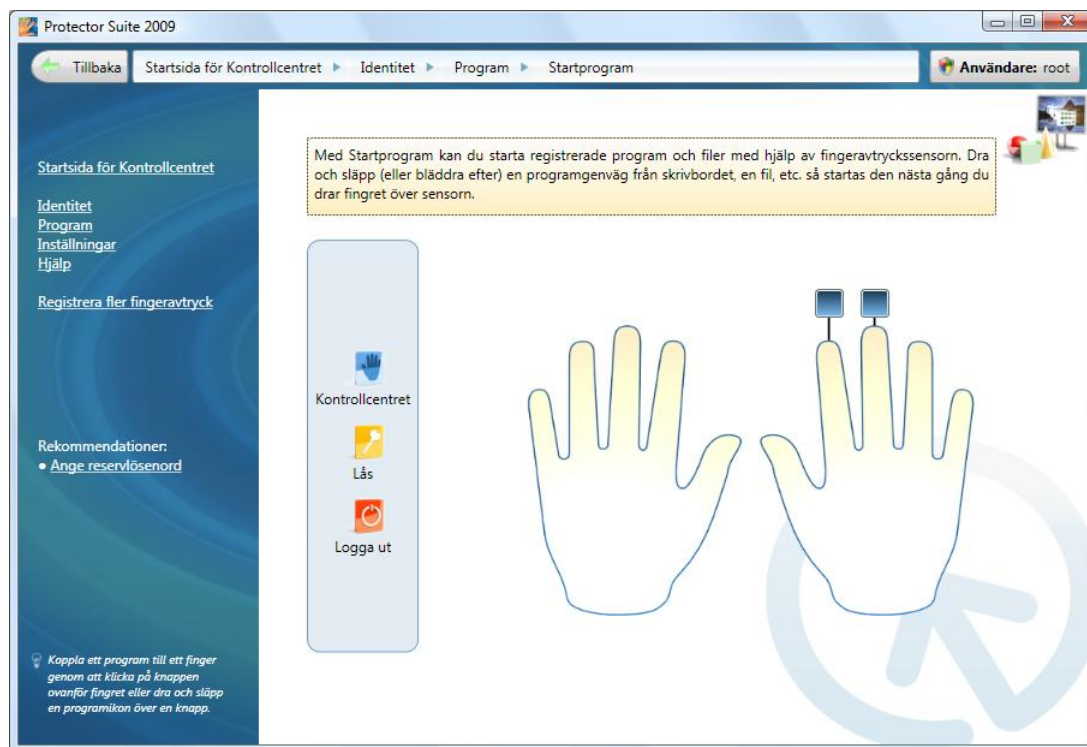 Protector Suite 2009
Tillbaka
Startsida för Kontrollcentret Identitet Program Startprogram
Användare: root
Startsida för Kontrollcentret
Identitet
Program
Inställningar
Hjälp
Registrera fler fingeravtryck
Rekommendationer:
• Ange reservlösenord
Koppla ett program till ett finger
genom att klicka på knappen
ovanför fingret eller dra och släpp
en programikon över en knapp.
Med Startprogram kan du starta registrerade program och filer med hjälp av fingeravtryckssensorn. Dra
och släpp (eller bläddra efter) en programgenväg från skrivbordet, en fil, etc. så startas den nästa gång du
drar fingret över sensorn.
Kontrollcentret
Lås
Logga ut